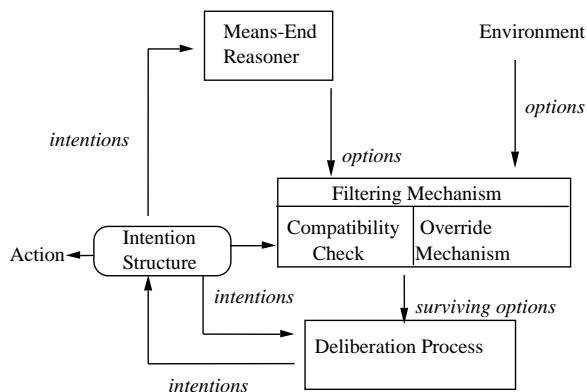 Means-End
Reasoner
Environment
intentions
options
options
Filtering Mechanism
Compatibility
Check
Override
Mechanism
Action
Intention
Structure
intentions
surviving options
Deliberation Process
intentions